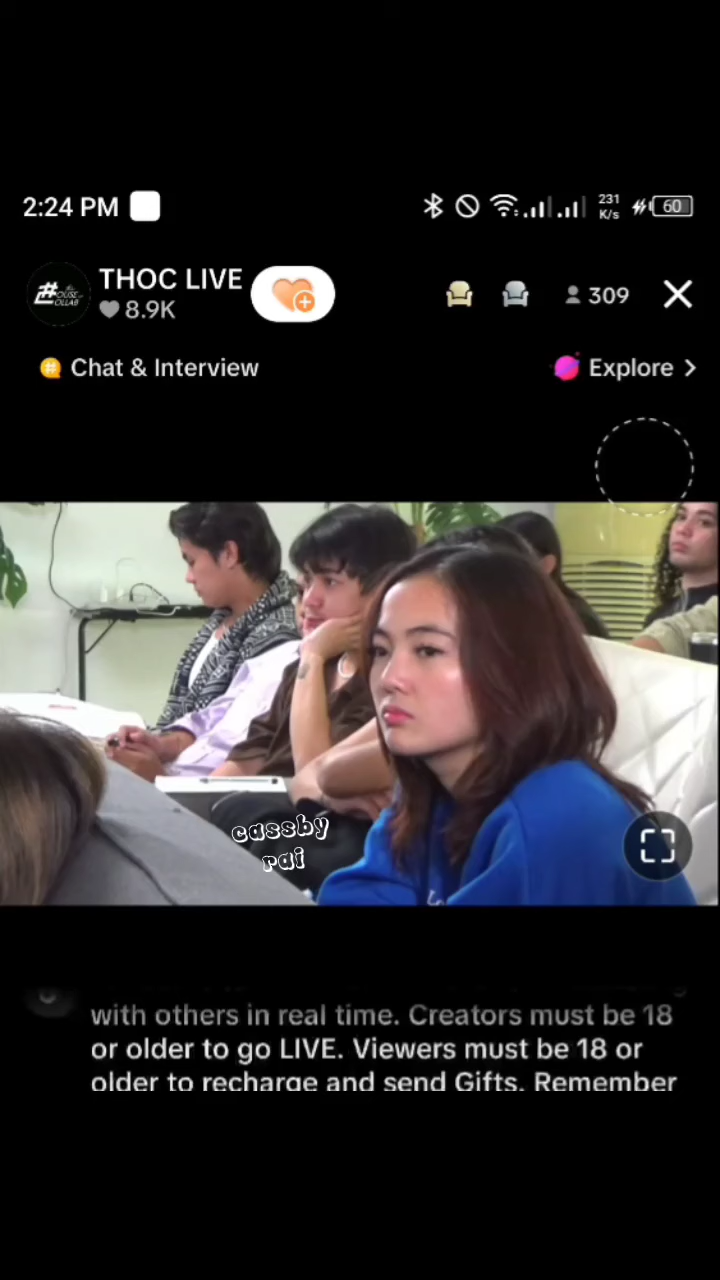 2:24 PM
231
K/s
60
THOC LIVE
8.9K
309
Chat & Interview
Explore
cassby
rai
with others in real time. Creators must be 18
or older to go LIVE. Viewers must be 18 or
older to recharge and send Gifts. Remember